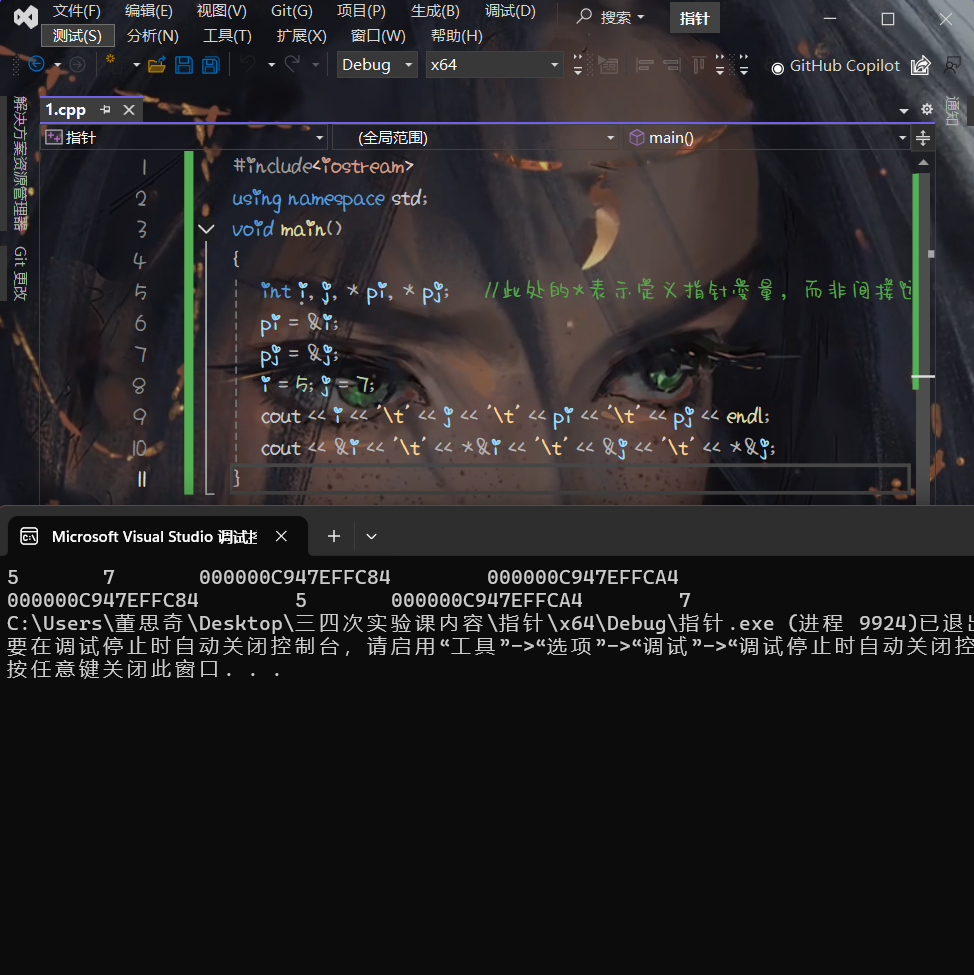 文件(F) 编辑(E) 视图(V) Git(G) 项目(P) 生成(B) 调试(D) 搜索 指针
测试(S) 分析(N) 工具(T) 扩展(X) 窗口(W) 帮助(H)
Debug x64 GitHub Copilot
解决方案资源管理器
Git 更改
通知
1.cpp
指针 (全局范围) main()
1 #include<iostream>
2 using namespace std;
3 void main()
4 {
5 int i, j, * pi, * pj; //此处的*表示定义指针变量，而非间接
6 pi = &i;
7 pj = &j;
8 i = 5; j = 7;
9 cout << i << '\t' << j << '\t' << pi << '\t' << pj << endl;
10 cout << &i << '\t' << *&i << '\t' << &j << '\t' << *&j;
11 }
Microsoft Visual Studio 调试
5 7 000000C947EFFC84 000000C947EFFCA4
000000C947EFFC84 5 000000C947EFFCA4 7
C:\Users\董思奇\Desktop\三四次实验课内容\指针\x64\Debug\指针.exe (进程 9924)已退出
要在调试停止时自动关闭控制台，请启用“工具”->“选项”->“调试”->“调试停止时自动关闭控
按任意键关闭此窗口. . .